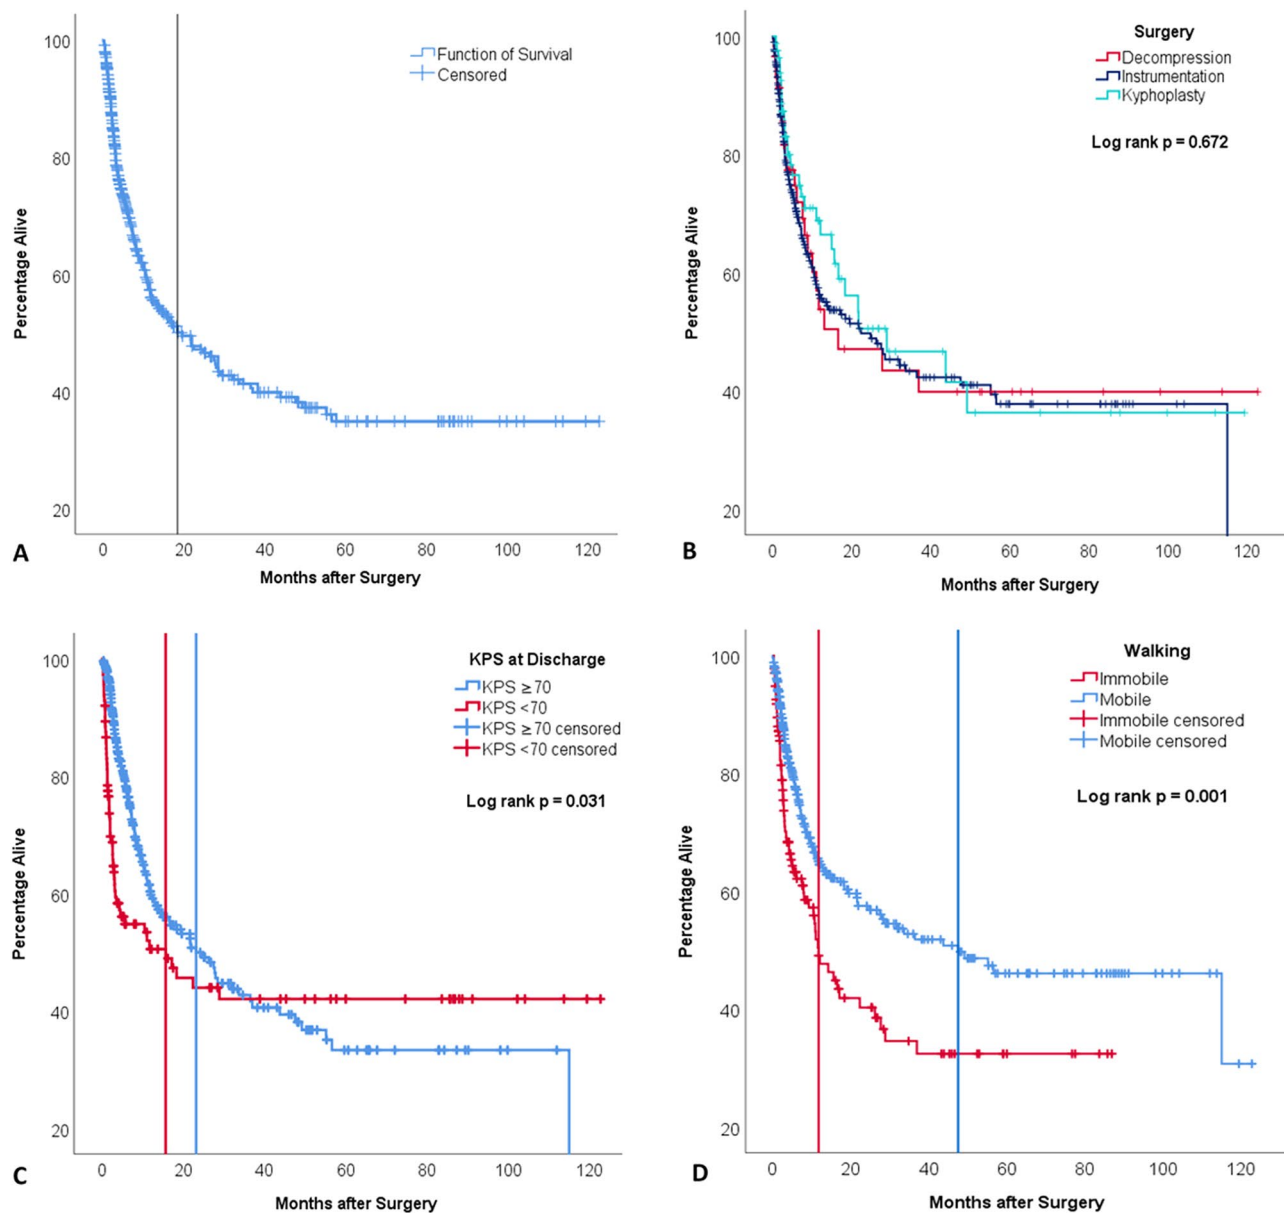 100
80
60
40
20
0 20 40 60 80 100 120
Percentage Alive
Months after Surgery
Function of Survival
Censored
A
100
80
60
40
20
0 20 40 60 80 100 120
Percentage Alive
Months after Surgery
Surgery
Decompression
Instrumentation
Kyphoplasty
Log rank p = 0.672
B
100
80
60
40
20
0 20 40 60 80 100 120
Percentage Alive
Months after Surgery
KPS at Discharge
KPS ≥70
KPS <70
KPS ≥70 censored
KPS <70 censored
Log rank p = 0.031
C
100
80
60
40
20
0 20 40 60 80 100 120
Percentage Alive
Months after Surgery
Walking
Immobile
Mobile
Immobile censored
Mobile censored
Log rank p = 0.001
D